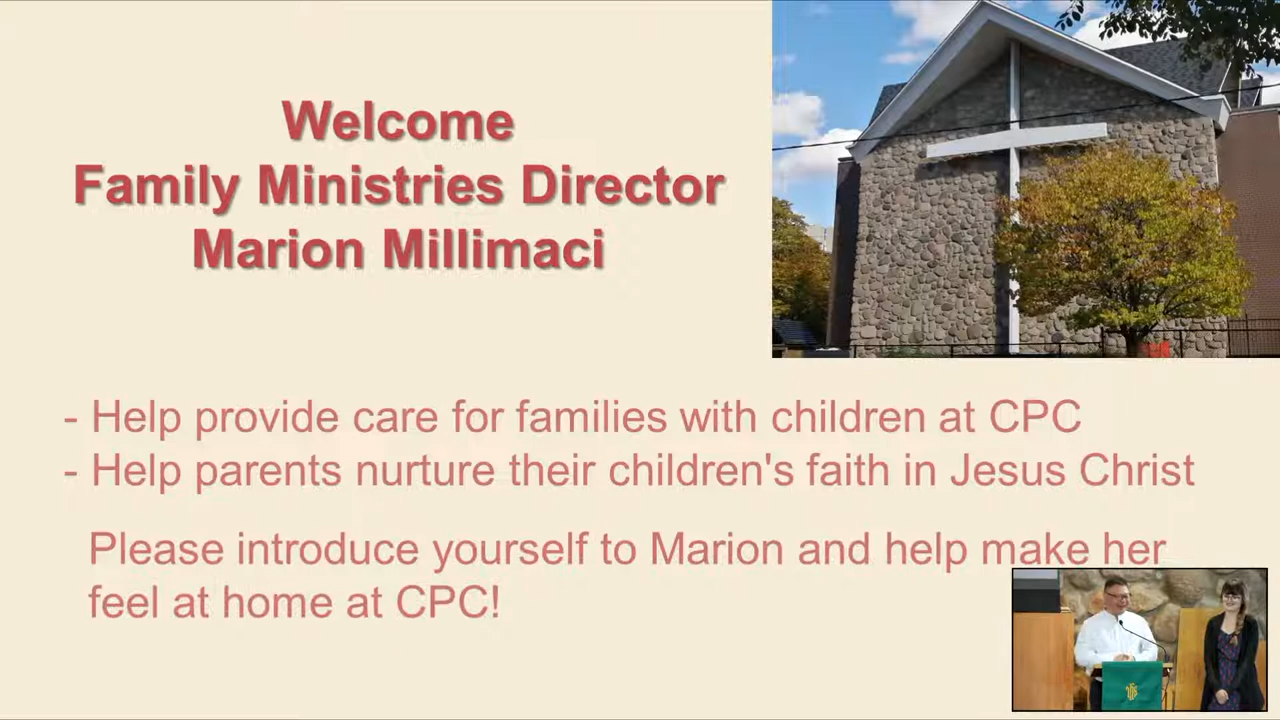 Welcome
Family Ministries Director
Marion Millimaci
- Help provide care for families with children at CPC
- Help parents nurture their children's faith in Jesus Christ
Please introduce yourself to Marion and help make her
feel at home at CPC!